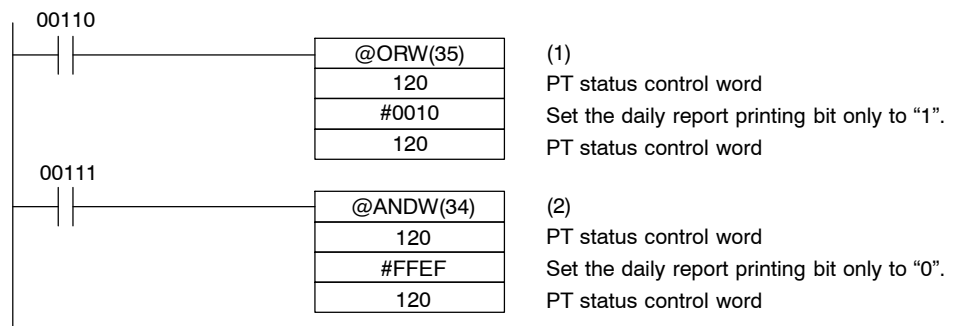 00110
@ORW(35) (1)
120 PT status control word
#0010 Set the daily report printing bit only to “1”.
120 PT status control word
00111
@ANDW(34) (2)
120 PT status control word
#FFEF Set the daily report printing bit only to “0”.
120 PT status control word